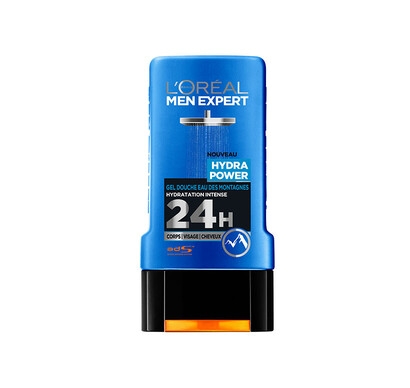 L'ORÉAL
MEN EXPERT
NOUVEAU
HYDRA
POWER
GEL DOUCHE EAU DES MONTAGNES
HYDRATATION INTENSE
24H
CORPS | VISAGE | CHEVEUX